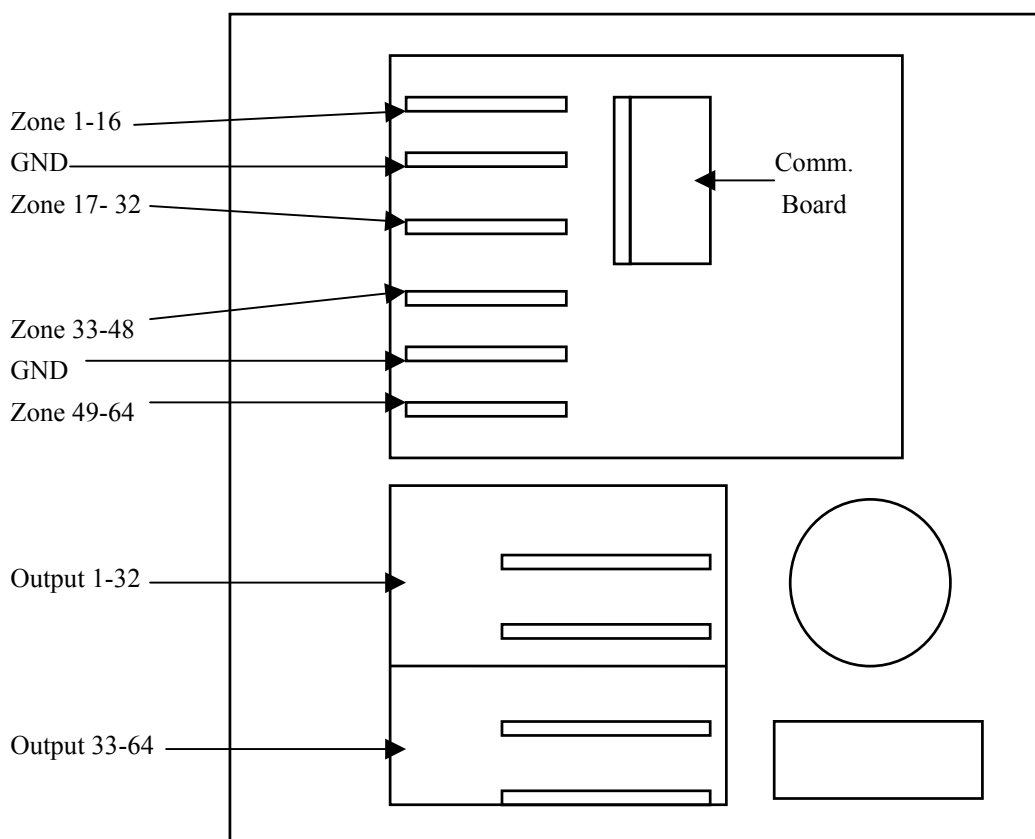 Zone 1-16
GND
Zone 17- 32
Zone 33-48
GND
Zone 49-64
Comm.
Board
Output 1-32
Output 33-64